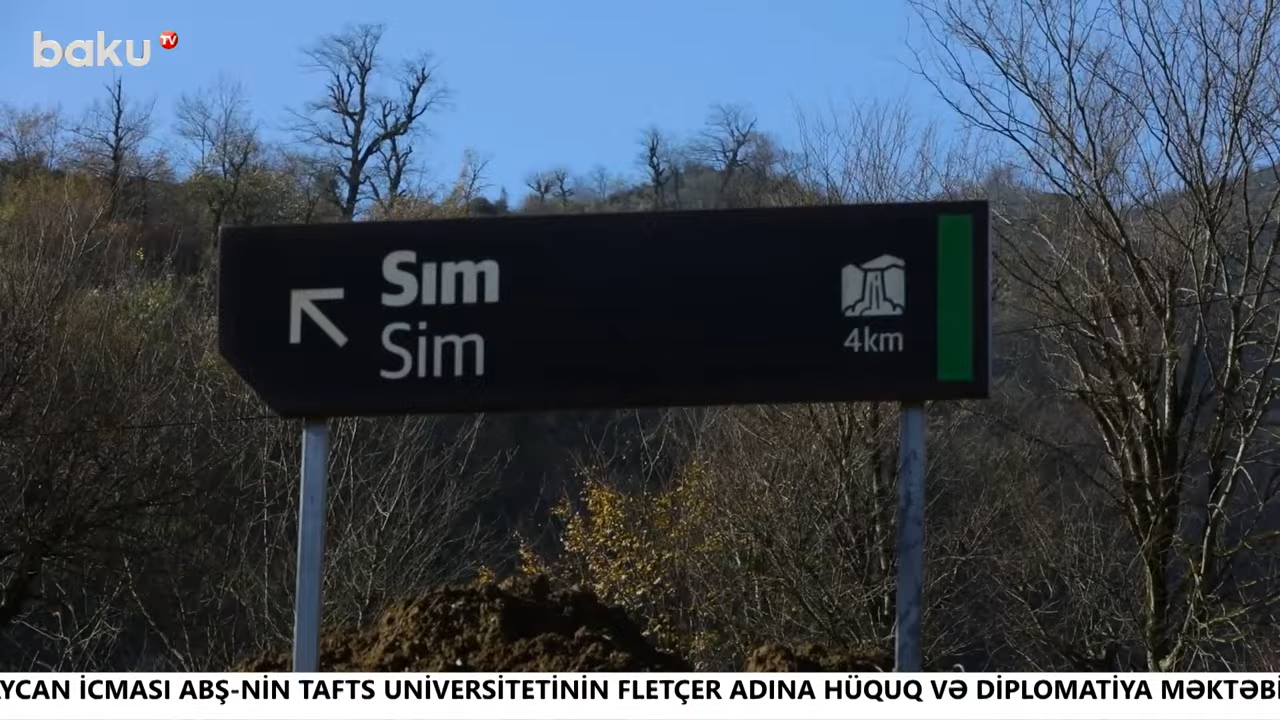 baku TV
Sım
Sim
4km
AYCAN İCMASI ABŞ-NİN TAFTS UNİVERSİTETİNİN FLETÇER ADINA HÜQUQ VƏ DİPLOMATİYA MƏKTƏBİ